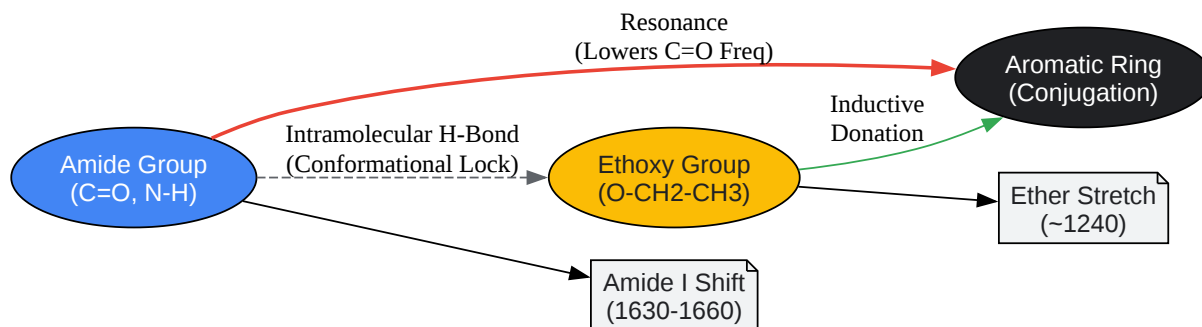 Resonance
(Lowers C=O Freq)
Aromatic Ring
(Conjugation)
Inductive
Donation
Intramolecular H-Bond
(Conformational Lock)
Amide Group
(C=O, N-H)
Ethoxy Group
(O-CH2-CH3)
Ether Stretch
(~1240)
Amide I Shift
(1630-1660)